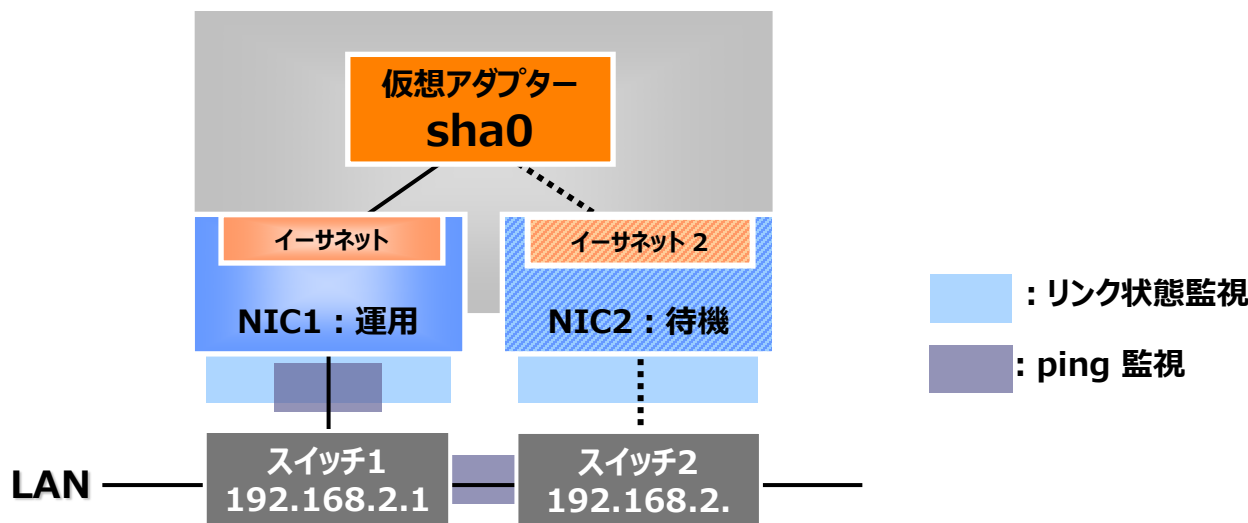 仮想アダプター
sha0
イーサネット
イーサネット 2
NIC1：運用
NIC2：待機
：リンク状態監視
：ping 監視
スイッチ1
192.168.2.1
スイッチ2
192.168.2.
LAN